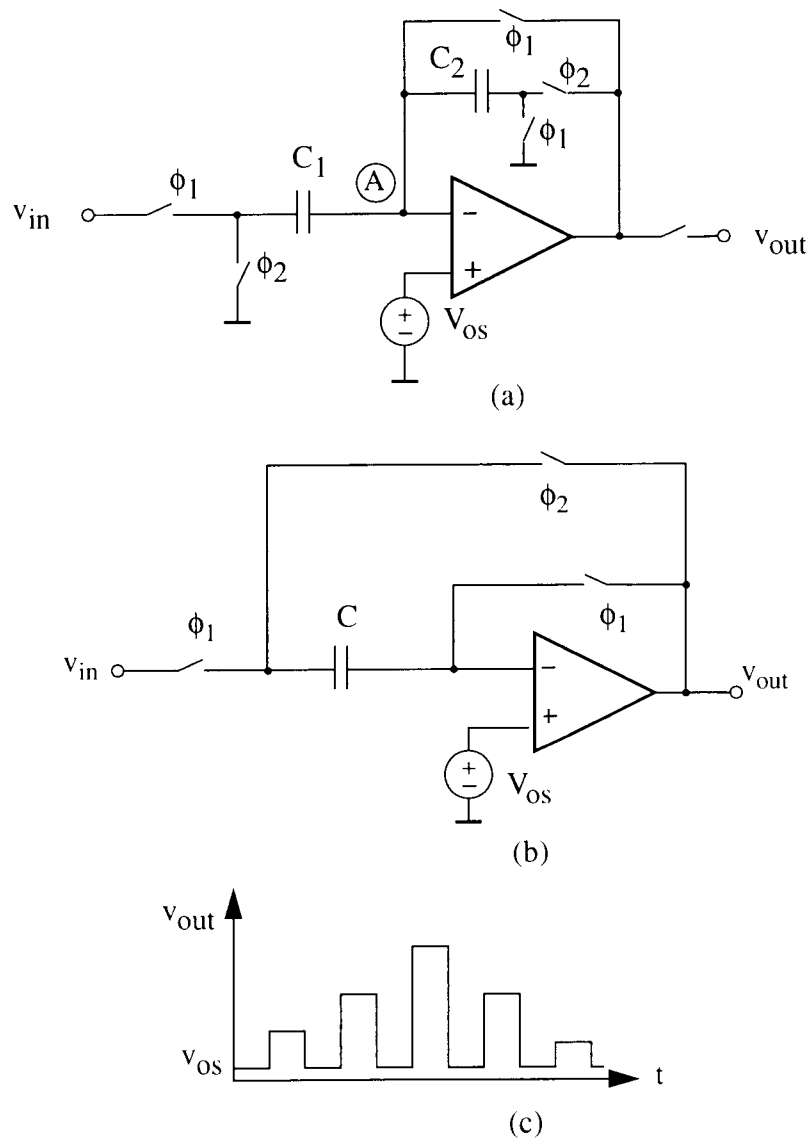 ϕ1
C2
ϕ2
ϕ1
C1
A
ϕ1
vin
ϕ2
−
+
+
−
Vos
vout
(a)
ϕ2
ϕ1
C
ϕ1
vin
−
+
+
−
Vos
vout
(b)
vout
vos
t
(c)